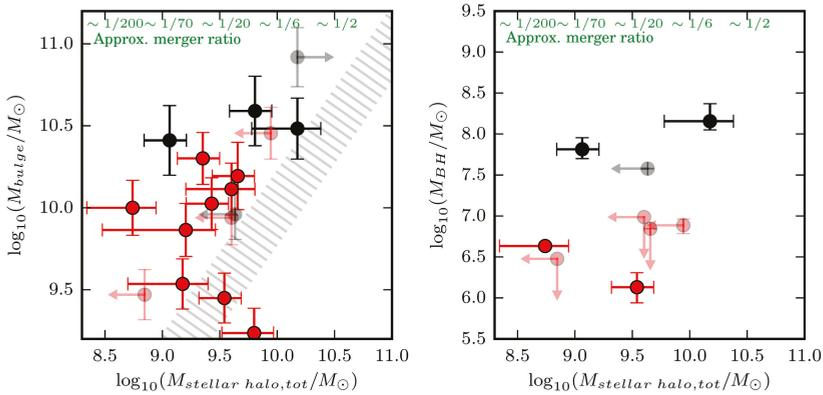 ~ 1/200 ~ 1/70 ~ 1/20 ~ 1/6 ~ 1/2
Approx. merger ratio
11.0
10.5
10.0
9.5
log10(Mbulge/M⊙)
8.5 9.0 9.5 10.0 10.5 11.0
log10(Mstellar halo,tot/M⊙)
~ 1/200 ~ 1/70 ~ 1/20 ~ 1/6 ~ 1/2
Approx. merger ratio
9.5
9.0
8.5
8.0
7.5
7.0
6.5
6.0
5.5
log10(MBH/M⊙)
8.5 9.0 9.5 10.0 10.5 11.0
log10(Mstellar halo,tot/M⊙)